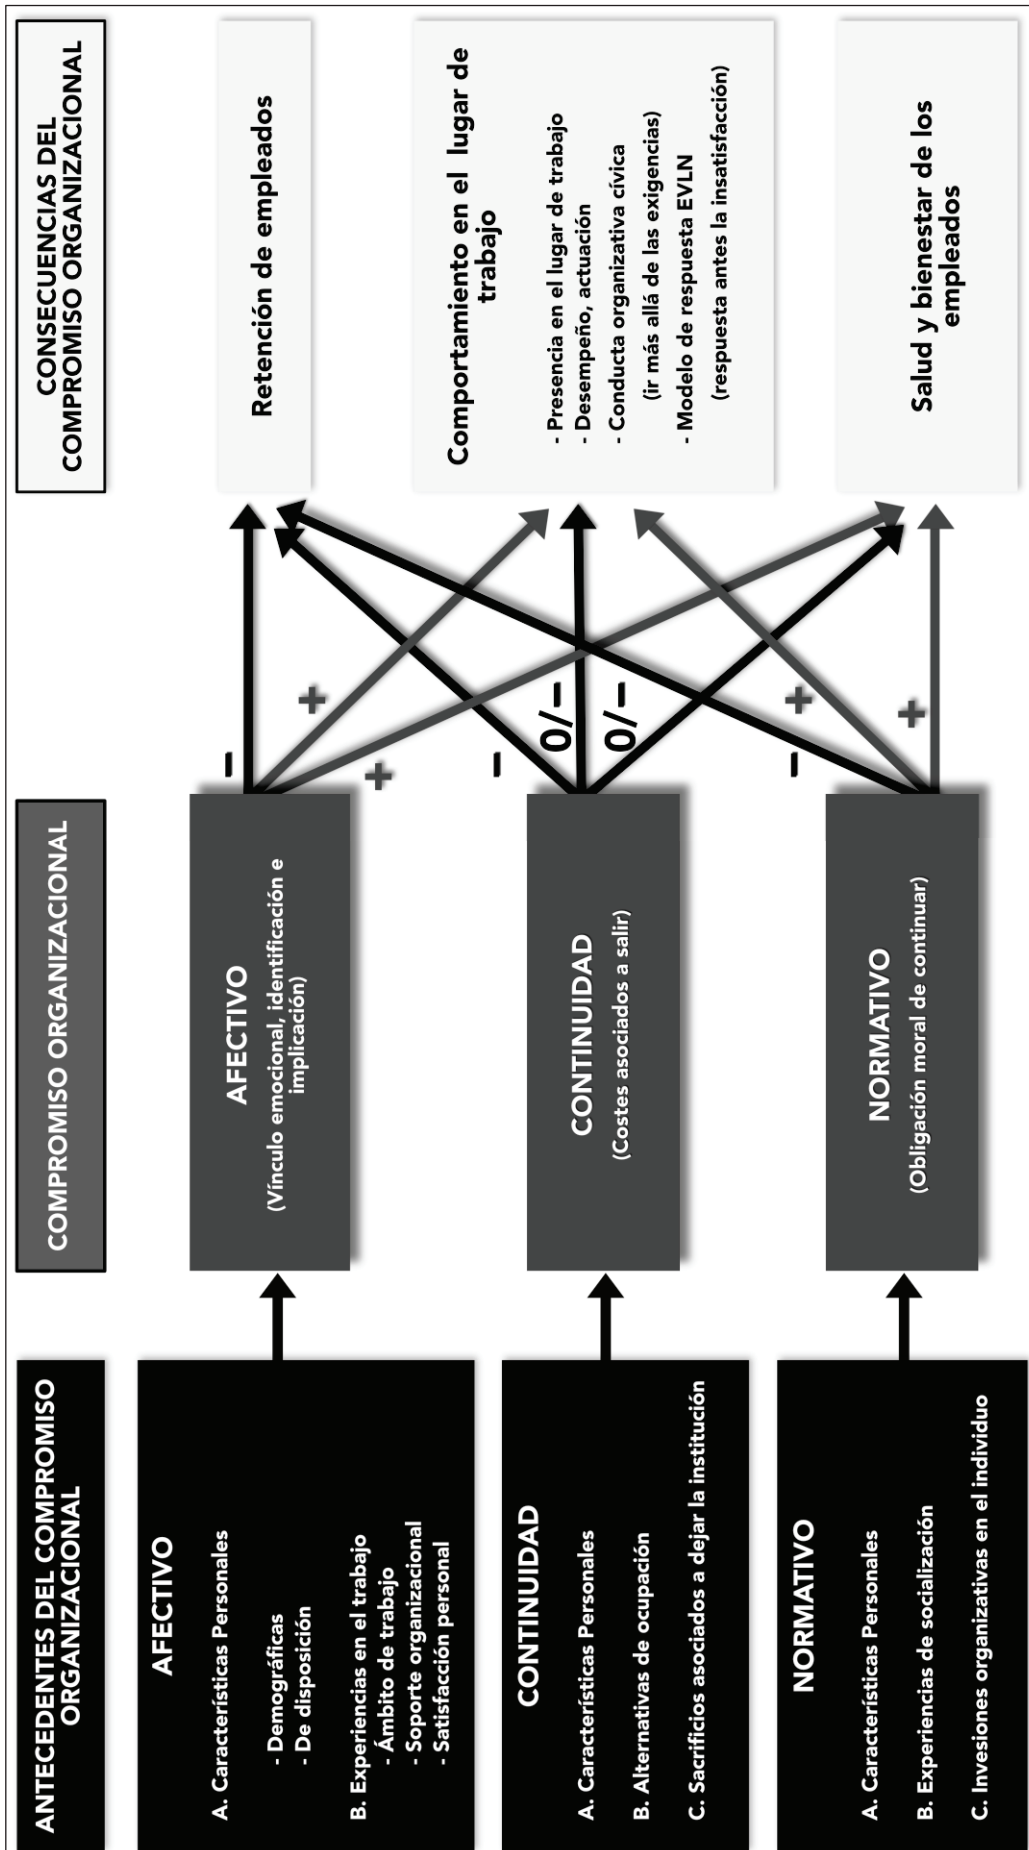 ANTECEDENTES DEL COMPROMISO
ORGANIZACIONAL
AFECTIVO
A. Características Personales
- Demográficas
- De disposición
B. Experiencias en el trabajo
- Ámbito de trabajo
- Soporte organizacional
- Satisfacción personal
CONTINUIDAD
A. Características Personales
B. Alternativas de ocupación
C. Sacrificios asociados a dejar la institución
NORMATIVO
A. Características Personales
B. Experiencias de socialización
C. Invesiones organizativas en el individuo
COMPROMISO ORGANIZACIONAL
AFECTIVO
(Vínculo emocional, identificación e
implicación)
CONTINUIDAD
(Costes asociados a salir)
NORMATIVO
(Obligación moral de continuar)
–
+
+
–
0/–
0/–
–
+
+
CONSECUENCIAS DEL
COMPROMISO ORGANIZACIONAL
Retención de empleados
Comportamiento en el lugar de
trabajo
- Presencia en el lugar de trabajo
- Desempeño, actuación
- Conducta organizativa cívica
(ir más allá de las exigencias)
- Modelo de respuesta EVLN
(respuesta antes la insatisfacción)
Salud y bienestar de los
empleados